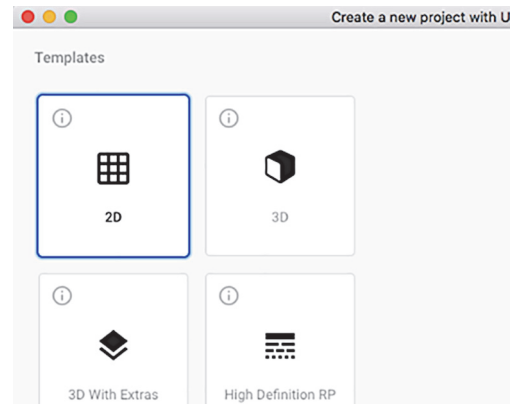 Create a new project with U
Templates
2D
3D
3D With Extras
High Definition RP